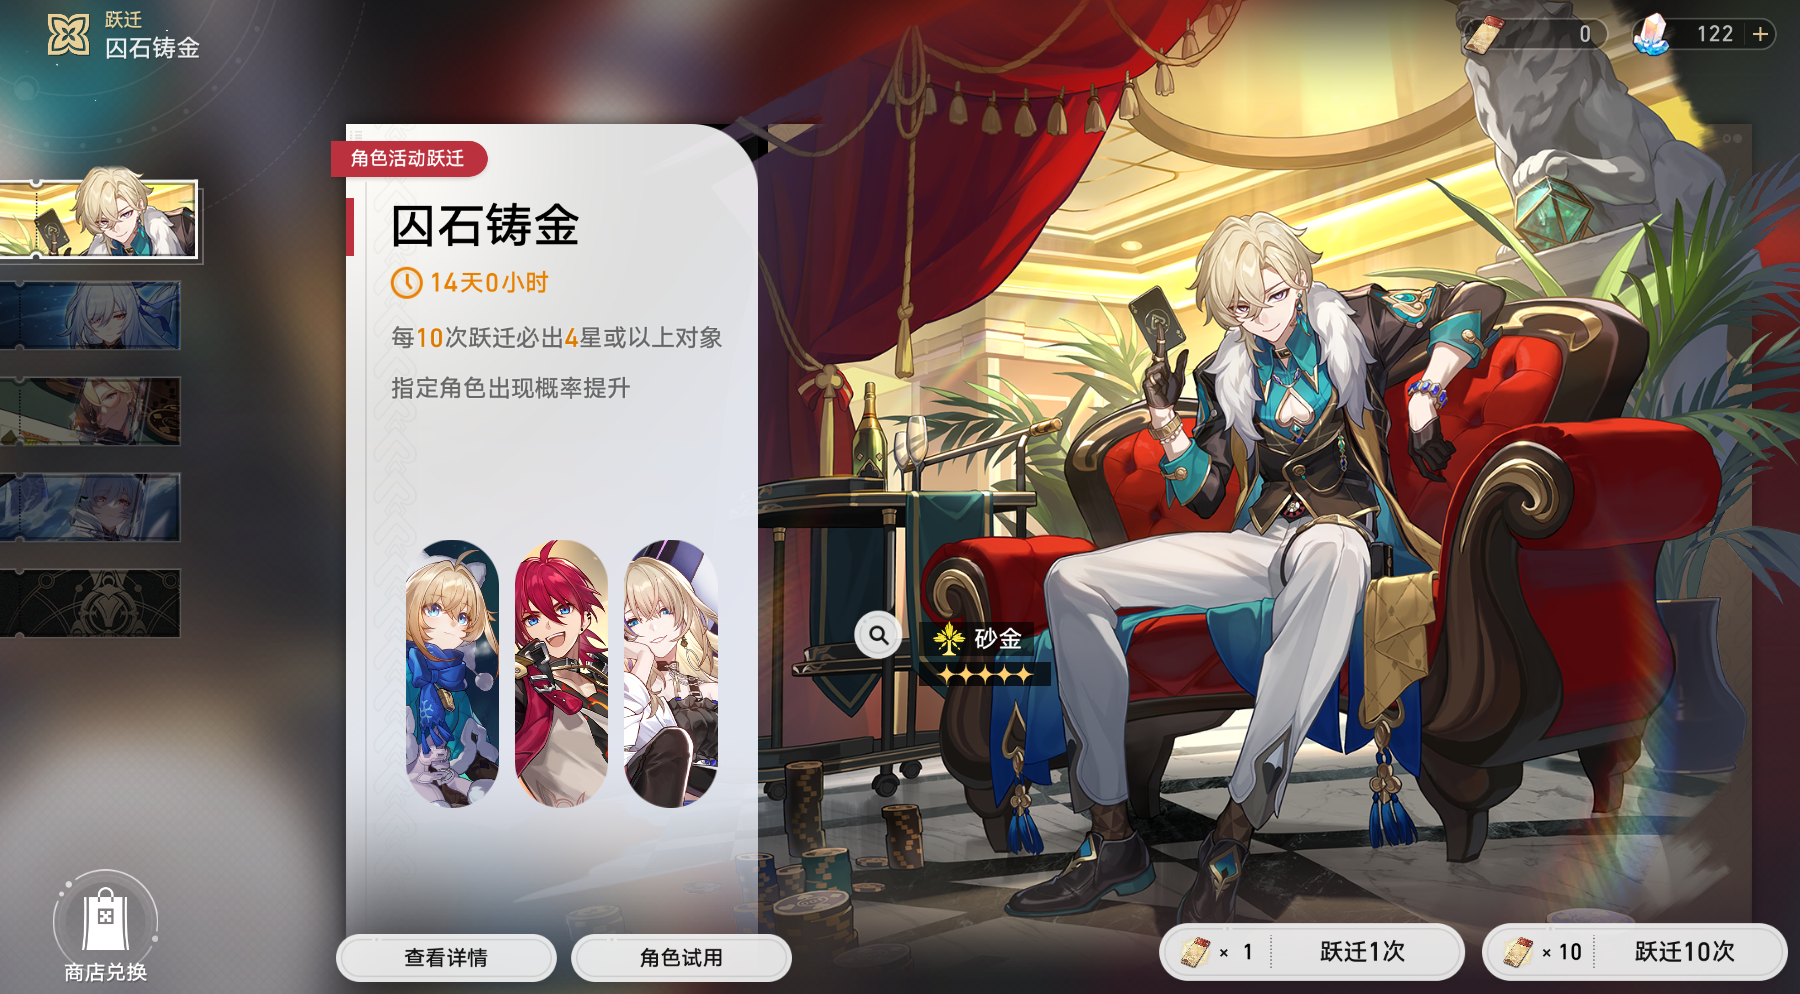 跃迁
囚石铸金
0
122
角色活动跃迁
囚石铸金
14天0小时
每10次跃迁必出4星或以上对象
指定角色出现概率提升
砂金
商店兑换
查看详情
角色试用
× 1 跃迁1次
× 10 跃迁10次